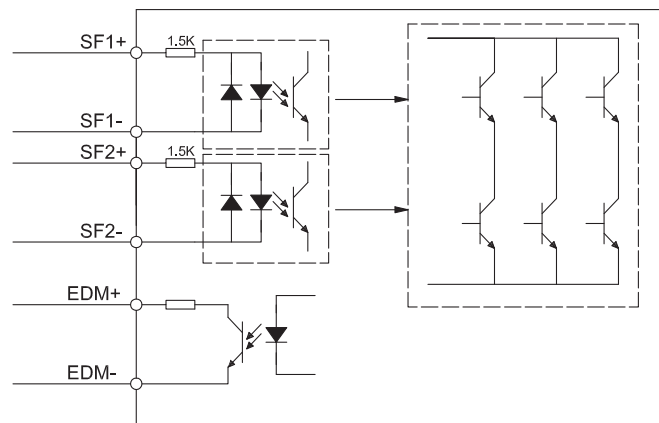 SF1+
1.5K
SF1-
SF2+
1.5K
SF2-
EDM+
EDM-